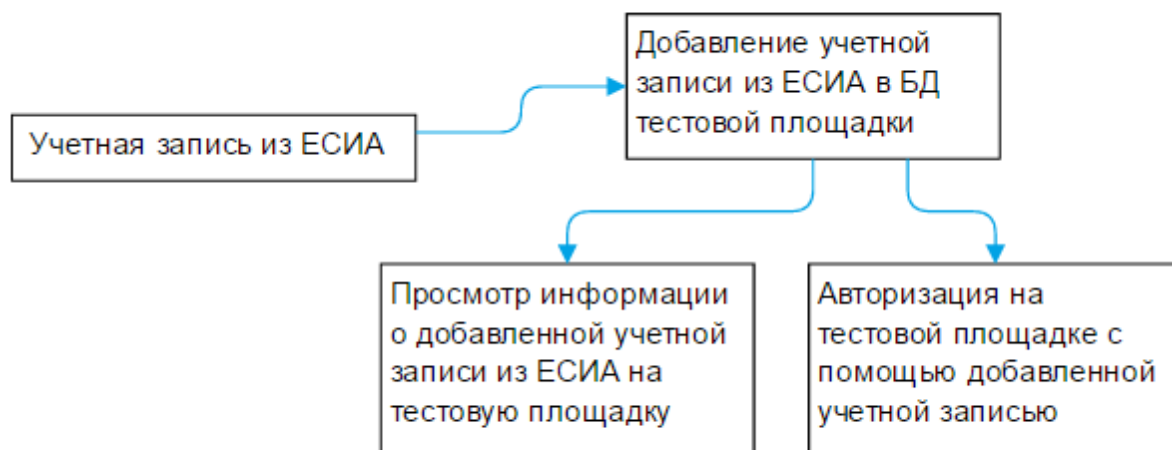 Добавление учетной
записи из ЕСИА в БД
тестовой площадки
Учетная запись из ЕСИА
Просмотр информации
о добавленной учетной
записи из ЕСИА на
тестовую площадку
Авторизация на
тестовой площадке с
помощью добавленной
учетной записью